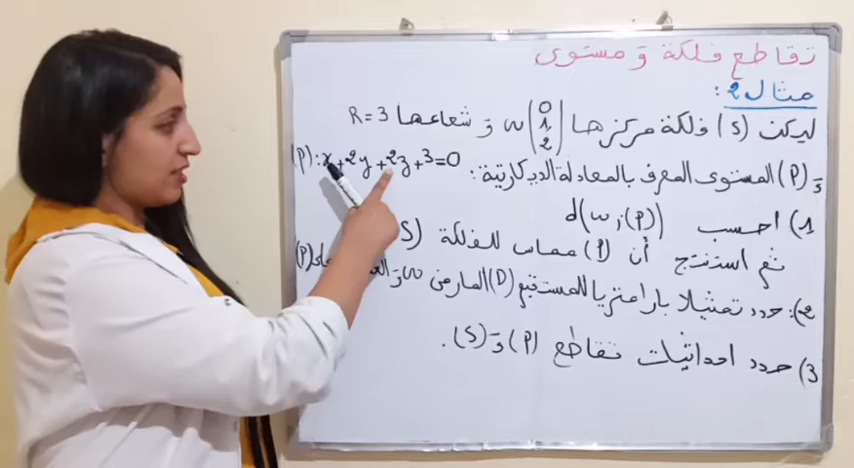 تقاطع فلكة و مستوى
مثال 2 :
ليكن (S) فلكة مركزها ω(0 1 2) و شعاعها R=3
و (P) المستوى المعرف بالمعادلة الديكارتية :
(P): x+2y+2z+3=0
1) احسب d(ω;(P))
ثم استنتج أن (P) مماس للفلكة (S)
2): حدد تمثيلا بارامتريا للمستقيم (D) المار من ω و (P)
3) حدد احداثيات تقاطع (P) و (S) .